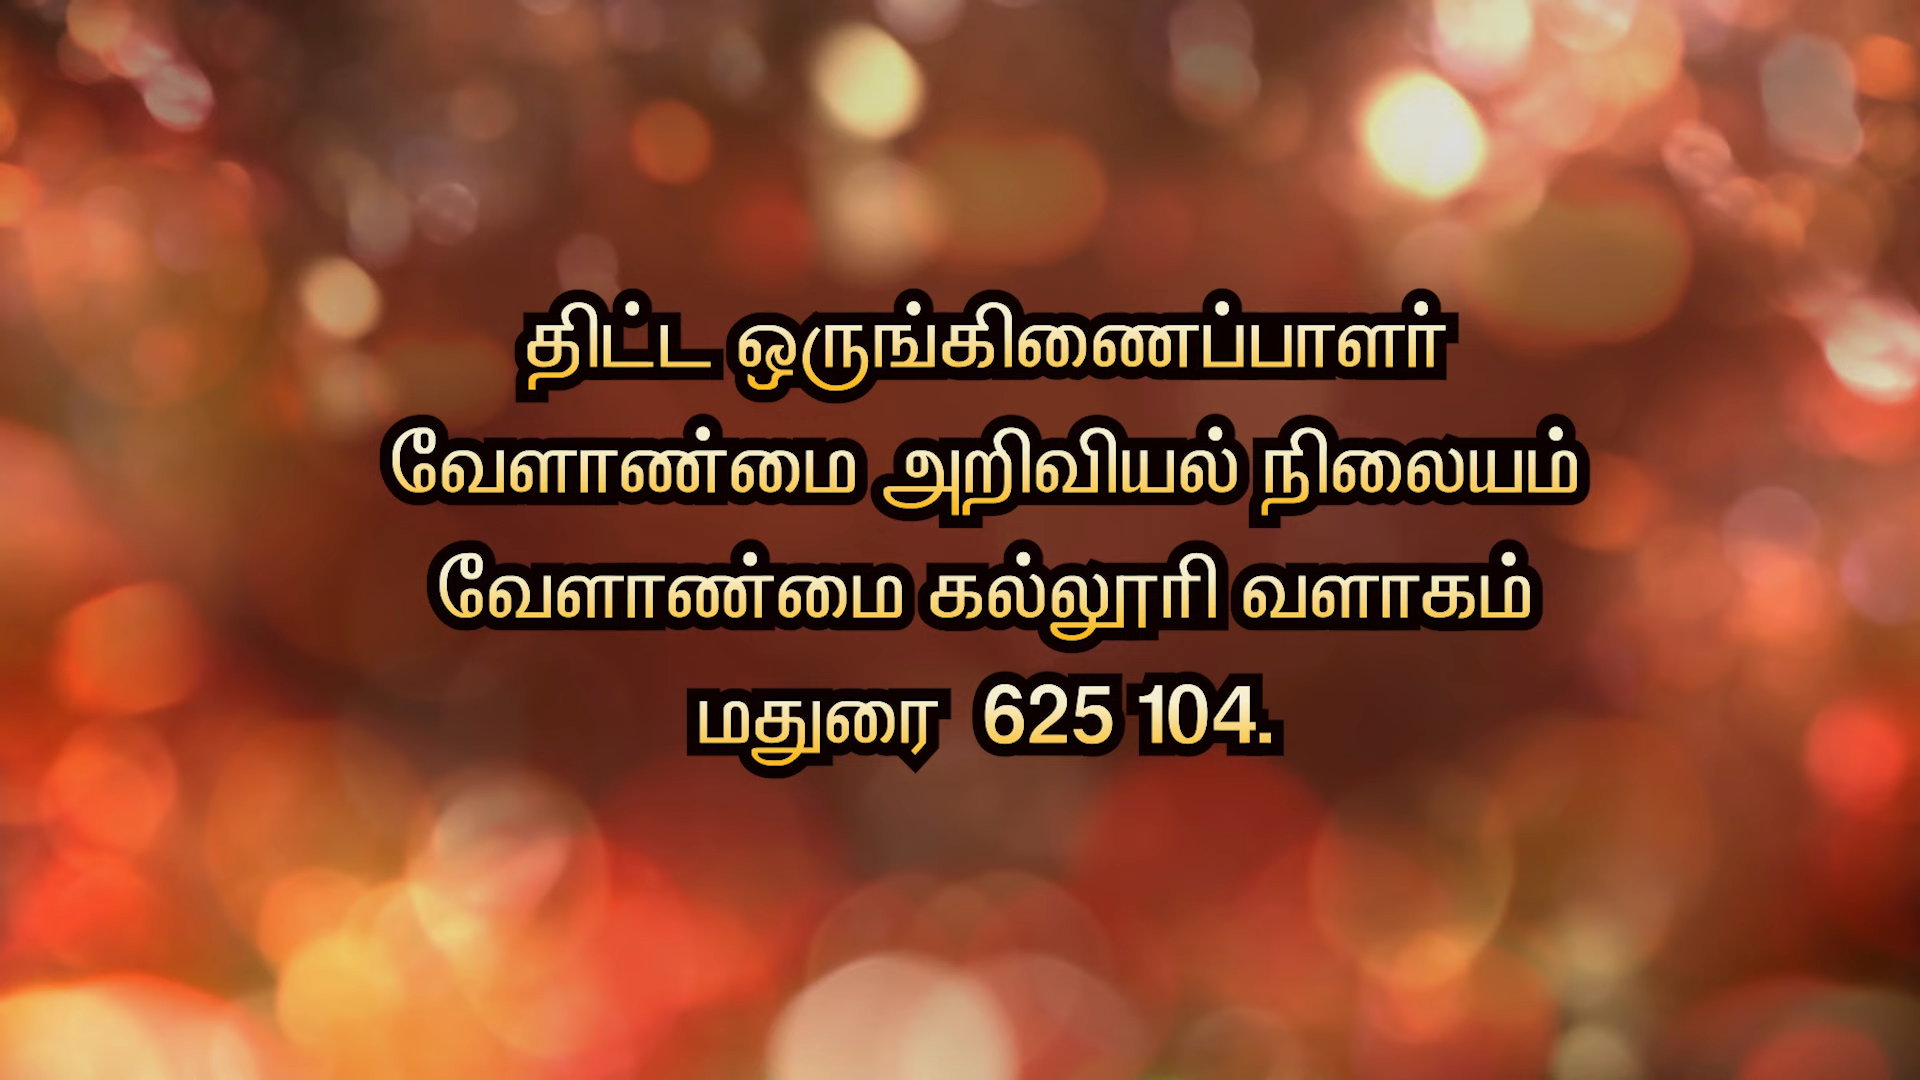 திட்ட ஒருங்கிணைப்பாளர்
வேளாண்மை அறிவியல் நிலையம்
வேளாண்மை கல்லூரி வளாகம்
மதுரை 625 104.